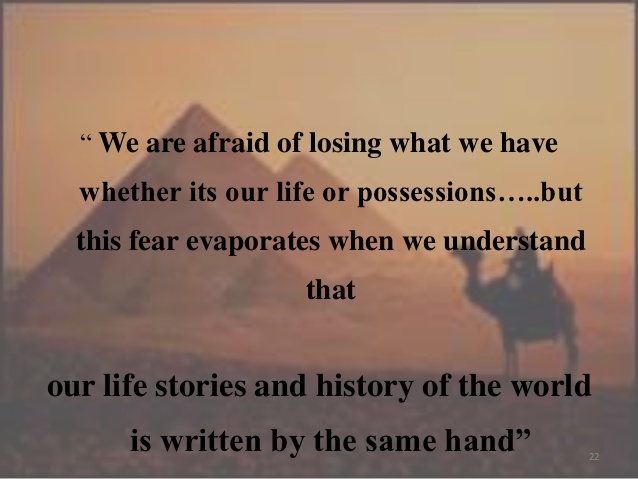 “ We are afraid of losing what we have
whether its our life or possessions…..but
this fear evaporates when we understand
that
our life stories and history of the world
is written by the same hand”
22